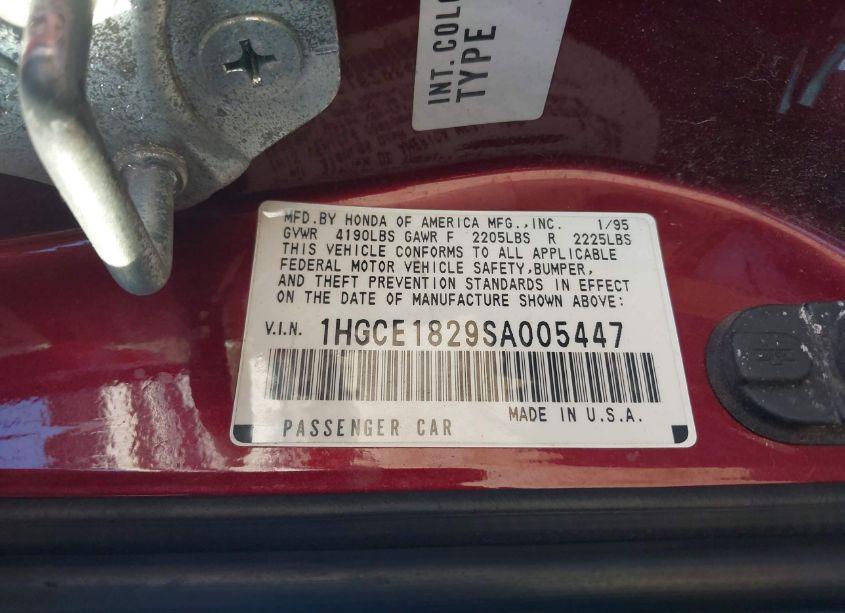 INT. COLO
TYPE
MFD. BY HONDA OF AMERICA MFG., INC. 1/95
GVWR 4190LBS GAWR F 2205LBS R 2225LBS
THIS VEHICLE CONFORMS TO ALL APPLICABLE
FEDERAL MOTOR VEHICLE SAFETY, BUMPER,
AND THEFT PREVENTION STANDARDS IN EFFECT
ON THE DATE OF MANUFACTURE SHOWN ABOVE:
V.I.N. 1HGCE1829SA005447
PASSENGER CAR MADE IN U.S.A.